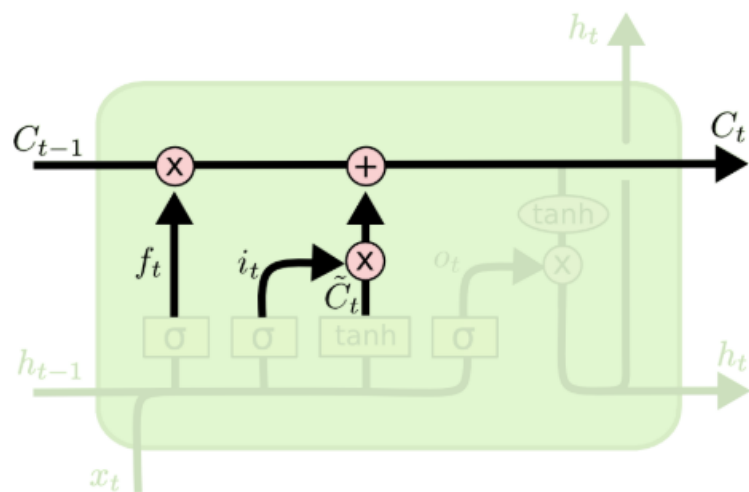 h_t
C_{t-1} x + C_t
tanh
f_t i_t x C̃_t o_t x
σ σ tanh σ
h_{t-1} h_t
x_t